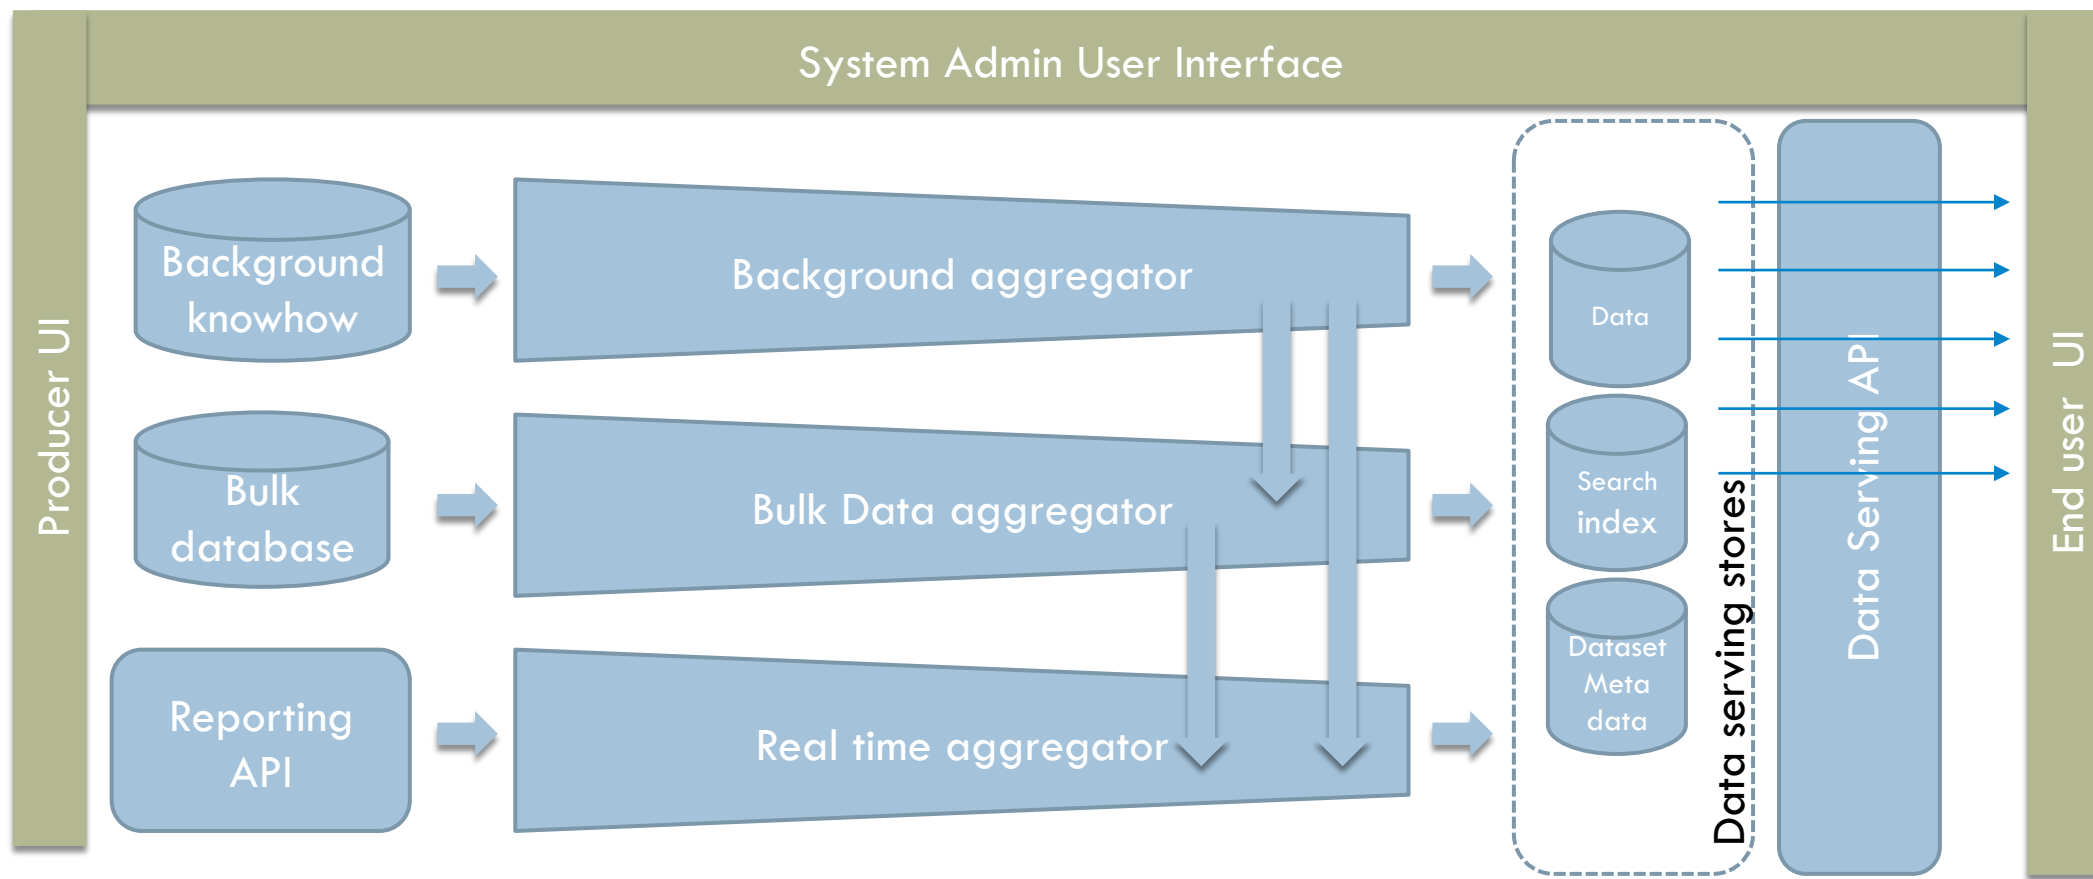 System Admin User Interface
Producer UI
Background
knowhow
Background aggregator
Data
Bulk
database
Bulk Data aggregator
Search
index
Reporting
API
Real time aggregator
Dataset
Meta
data
Data serving stores
Data Serving API
End user UI